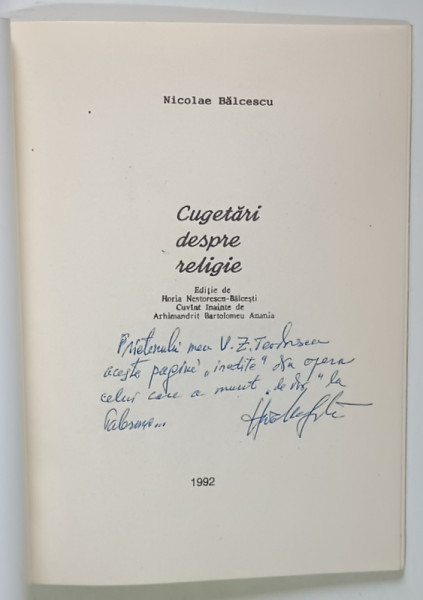 Nicolae Bălcescu
Cugetări
despre
religie
Ediție de
Horia Nestorescu-Bălcești
Cuvînt înainte de
Arhimandrit Bartolomeu Anania
Prietenului meu V. Z. Teodorescu
aceste pagini „inedite" din opera
celui care a murit „de dor" la
1992